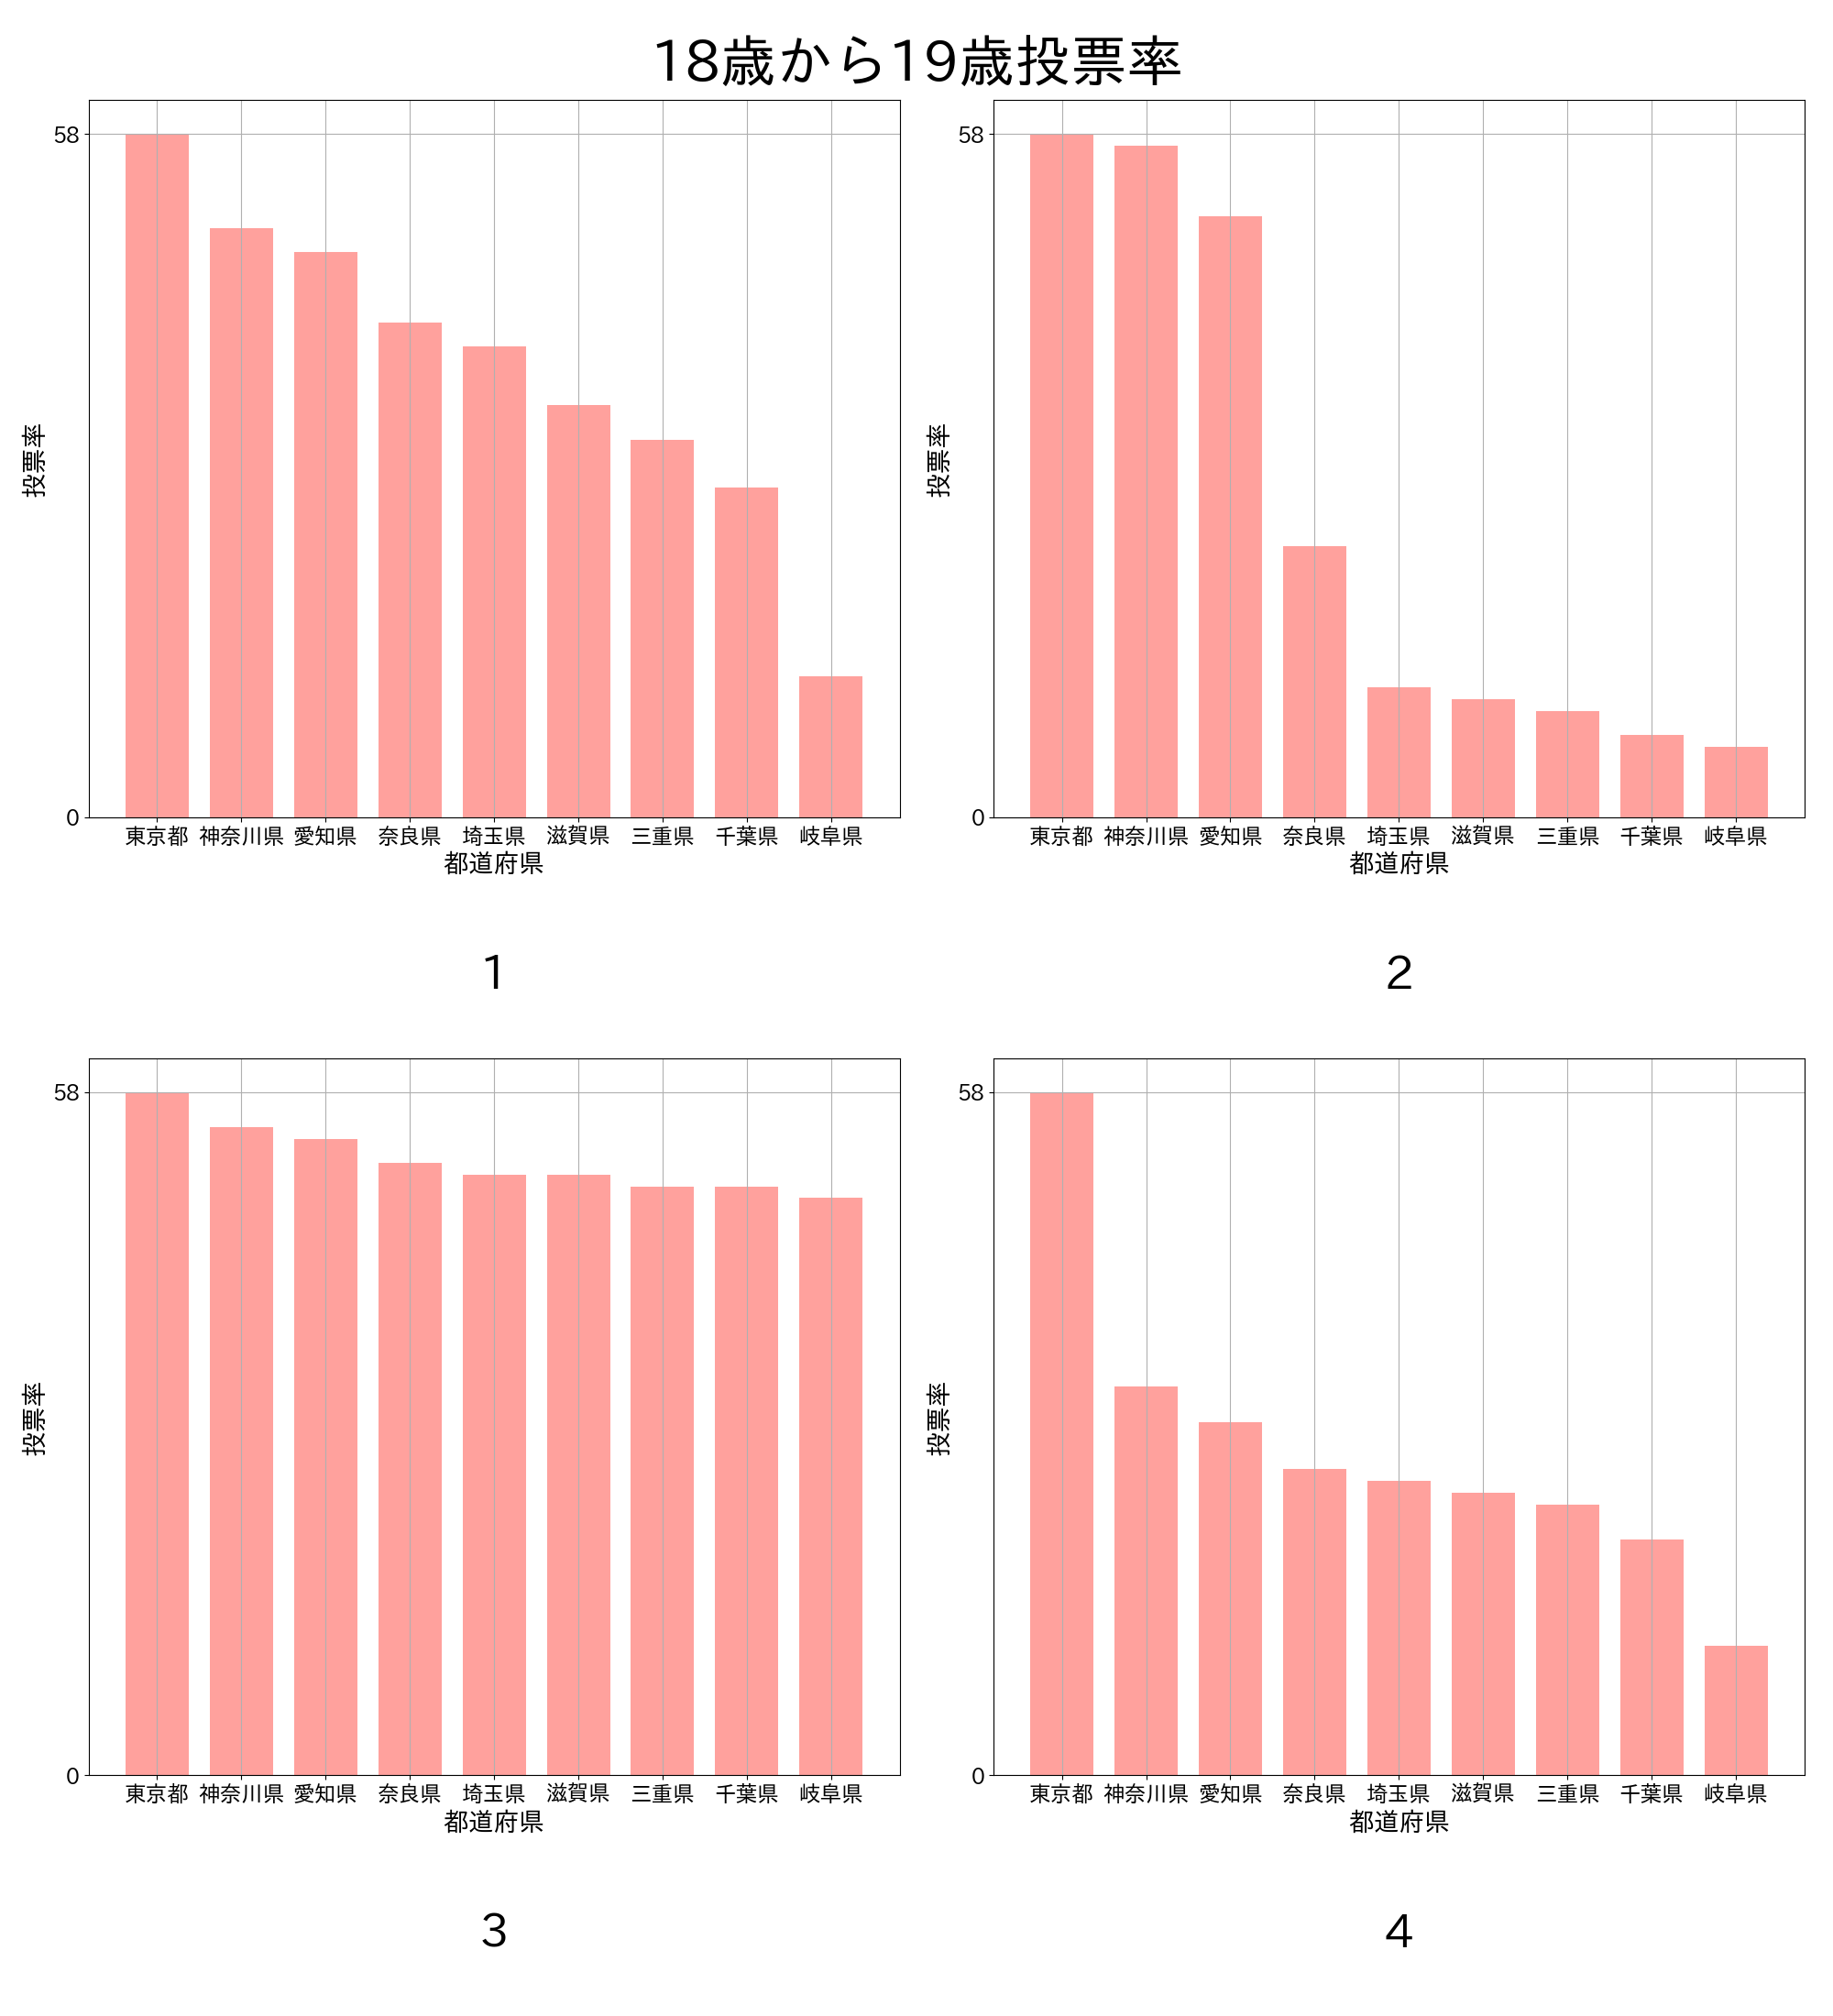 18歳から19歳投票率
58
0
投票率
東京都 神奈川県 愛知県 奈良県 埼玉県 滋賀県 三重県 千葉県 岐阜県
都道府県
1
58
0
投票率
東京都 神奈川県 愛知県 奈良県 埼玉県 滋賀県 三重県 千葉県 岐阜県
都道府県
2
58
0
投票率
東京都 神奈川県 愛知県 奈良県 埼玉県 滋賀県 三重県 千葉県 岐阜県
都道府県
3
58
0
投票率
東京都 神奈川県 愛知県 奈良県 埼玉県 滋賀県 三重県 千葉県 岐阜県
都道府県
4